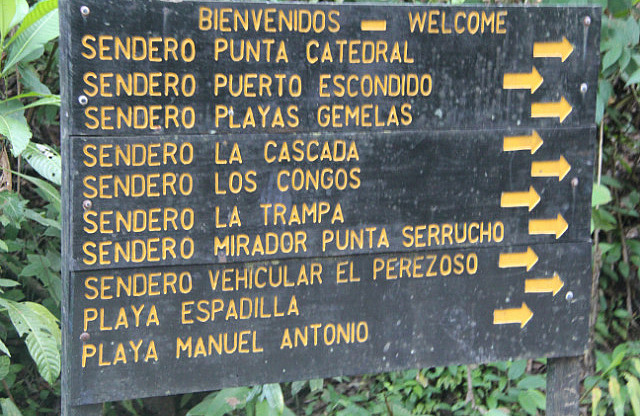 BIENVENIDOS — WELCOME
SENDERO PUNTA CATEDRAL
SENDERO PUERTO ESCONDIDO
SENDERO PLAYAS GEMELAS
SENDERO LA CASCADA
SENDERO LOS CONGOS
SENDERO LA TRAMPA
SENDERO MIRADOR PUNTA SERRUCHO
SENDERO VEHICULAR EL PEREZOSO
PLAYA ESPADILLA
PLAYA MANUEL ANTONIO